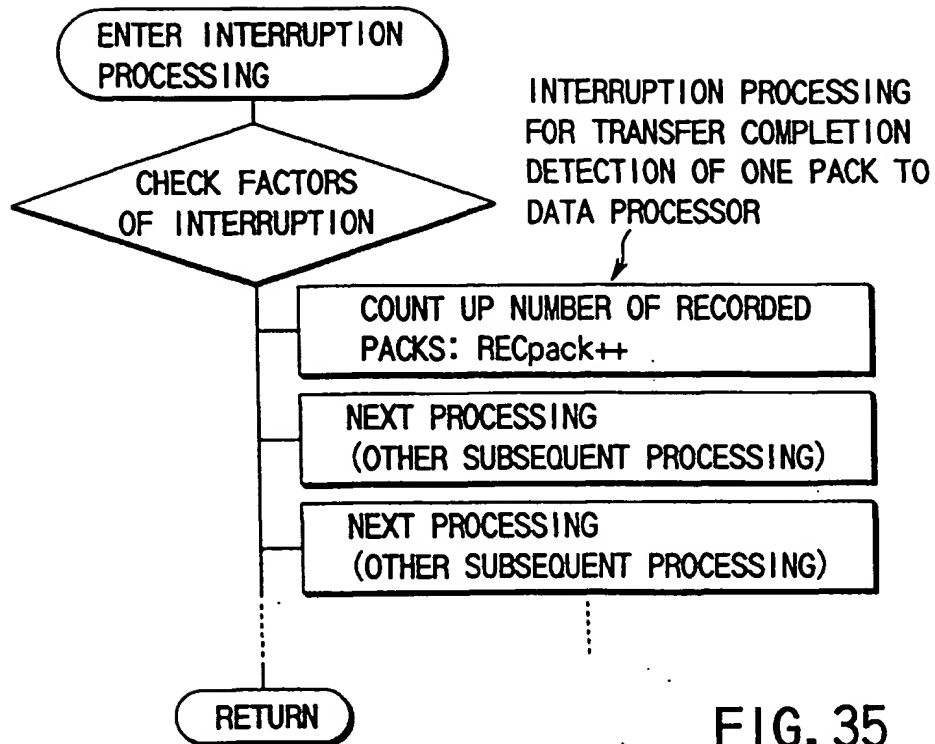 ENTER INTERRUPTION
PROCESSING
CHECK FACTORS
OF INTERRUPTION
INTERRUPTION PROCESSING
FOR TRANSFER COMPLETION
DETECTION OF ONE PACK TO
DATA PROCESSOR
COUNT UP NUMBER OF RECORDED
PACKS: RECpack++
NEXT PROCESSING
(OTHER SUBSEQUENT PROCESSING)
NEXT PROCESSING
(OTHER SUBSEQUENT PROCESSING)
RETURN
FIG. 35